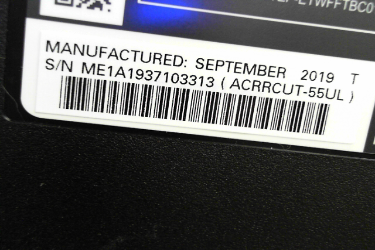 MANUFACTURED: SEPTEMBER 2019 T
S/N ME1A1937103313 ( ACRRCUT-55UL )